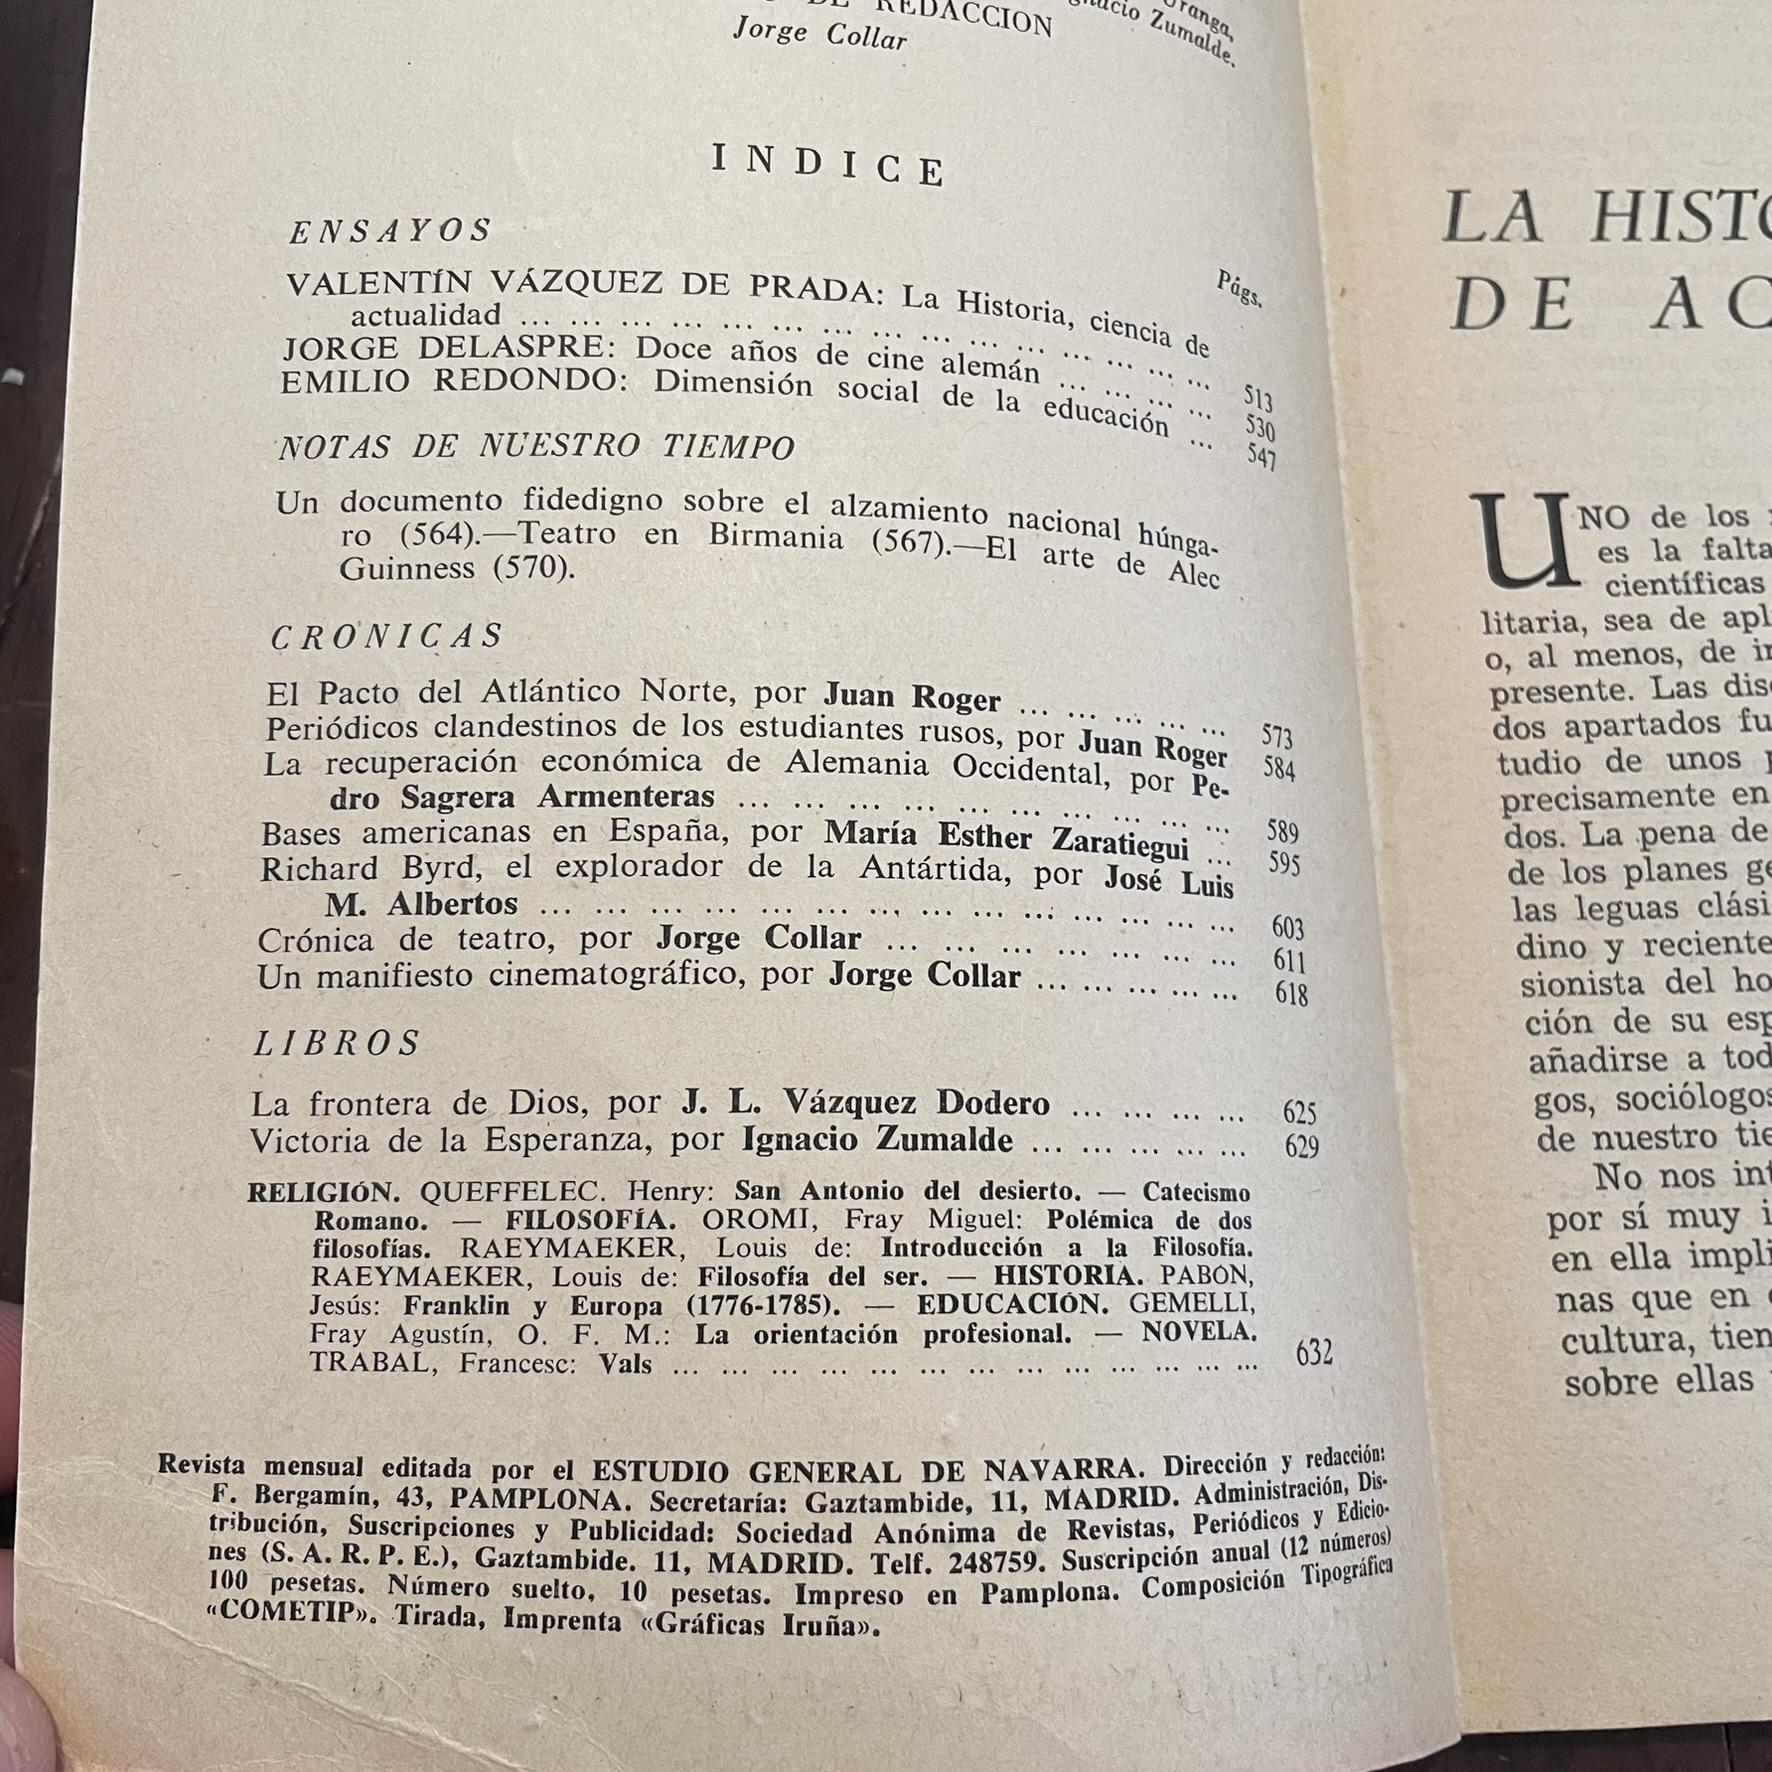 Oranga,
Ignacio Zumalde.
DE REDACCION
Jorge Collar
INDICE
ENSAYOS
Págs.
VALENTÍN VÁZQUEZ DE PRADA: La Historia, ciencia de
actualidad ... ... ... ... ... ... ... ... ... ... ... ... ... ... 513
JORGE DELASPRE: Doce años de cine alemán ... ... ... 530
EMILIO REDONDO: Dimensión social de la educación ... 547
NOTAS DE NUESTRO TIEMPO
Un documento fidedigno sobre el alzamiento nacional húnga-
ro (564).—Teatro en Birmania (567).—El arte de Alec
Guinness (570).
CRONICAS
El Pacto del Atlántico Norte, por Juan Roger ... ... ... ... ... 573
Periódicos clandestinos de los estudiantes rusos, por Juan Roger 584
La recuperación económica de Alemania Occidental, por Pe-
dro Sagrera Armenteras ... ... ... ... ... ... ... ... ... 589
Bases americanas en España, por María Esther Zaratiegui ... 595
Richard Byrd, el explorador de la Antártida, por José Luis
M. Albertos ... ... ... ... ... ... ... ... ... ... ... ... ... 603
Crónica de teatro, por Jorge Collar ... ... ... ... ... ... ... 611
Un manifiesto cinematográfico, por Jorge Collar ... ... ... ... ... 618
LIBROS
La frontera de Dios, por J. L. Vázquez Dodero ... ... ... ... 625
Victoria de la Esperanza, por Ignacio Zumalde ... ... ... ... ... 629
RELIGIÓN. QUEFFELEC. Henry: San Antonio del desierto. — Catecismo
Romano. — FILOSOFÍA. OROMI, Fray Miguel: Polémica de dos
filosofías. RAEYMAEKER, Louis de: Introducción a la Filosofía.
RAEYMAEKER, Louis de: Filosofía del ser. — HISTORIA. PABON,
Jesús: Franklin y Europa (1776-1785). — EDUCACIÓN. GEMELLI,
Fray Agustín, O. F. M.: La orientación profesional. — NOVELA.
TRABAL, Francesc: Vals ... ... ... ... ... ... ... ... ... ... ... ... 632
Revista mensual editada por el ESTUDIO GENERAL DE NAVARRA. Dirección y redacción:
F. Bergamín, 43, PAMPLONA. Secretaría: Gaztambide, 11, MADRID. Administración, Dis-
tribución, Suscripciones y Publicidad: Sociedad Anónima de Revistas, Periódicos y Edicio-
nes (S. A. R. P. E.), Gaztambide. 11, MADRID. Telf. 248759. Suscripción anual (12 números)
100 pesetas. Número suelto, 10 pesetas. Impreso en Pamplona. Composición Tipográfica
«COMETIP». Tirada, Imprenta «Gráficas Iruña».
LA HISTO
DE AC
UNO de los
es la falta
científicas
litaria, sea de apl
o, al menos, de
presente. Las dis
dos apartados fu
tudio de unos
precisamente en
dos. La pena de
de los planes ge
las leguas clási
dino y reciente
sionista del ho
ción de su esp
añadirse a tod
gos, sociólogos
de nuestro tie
No nos int
por sí muy
en ella impli
nas que en
cultura, tien
sobre ellas